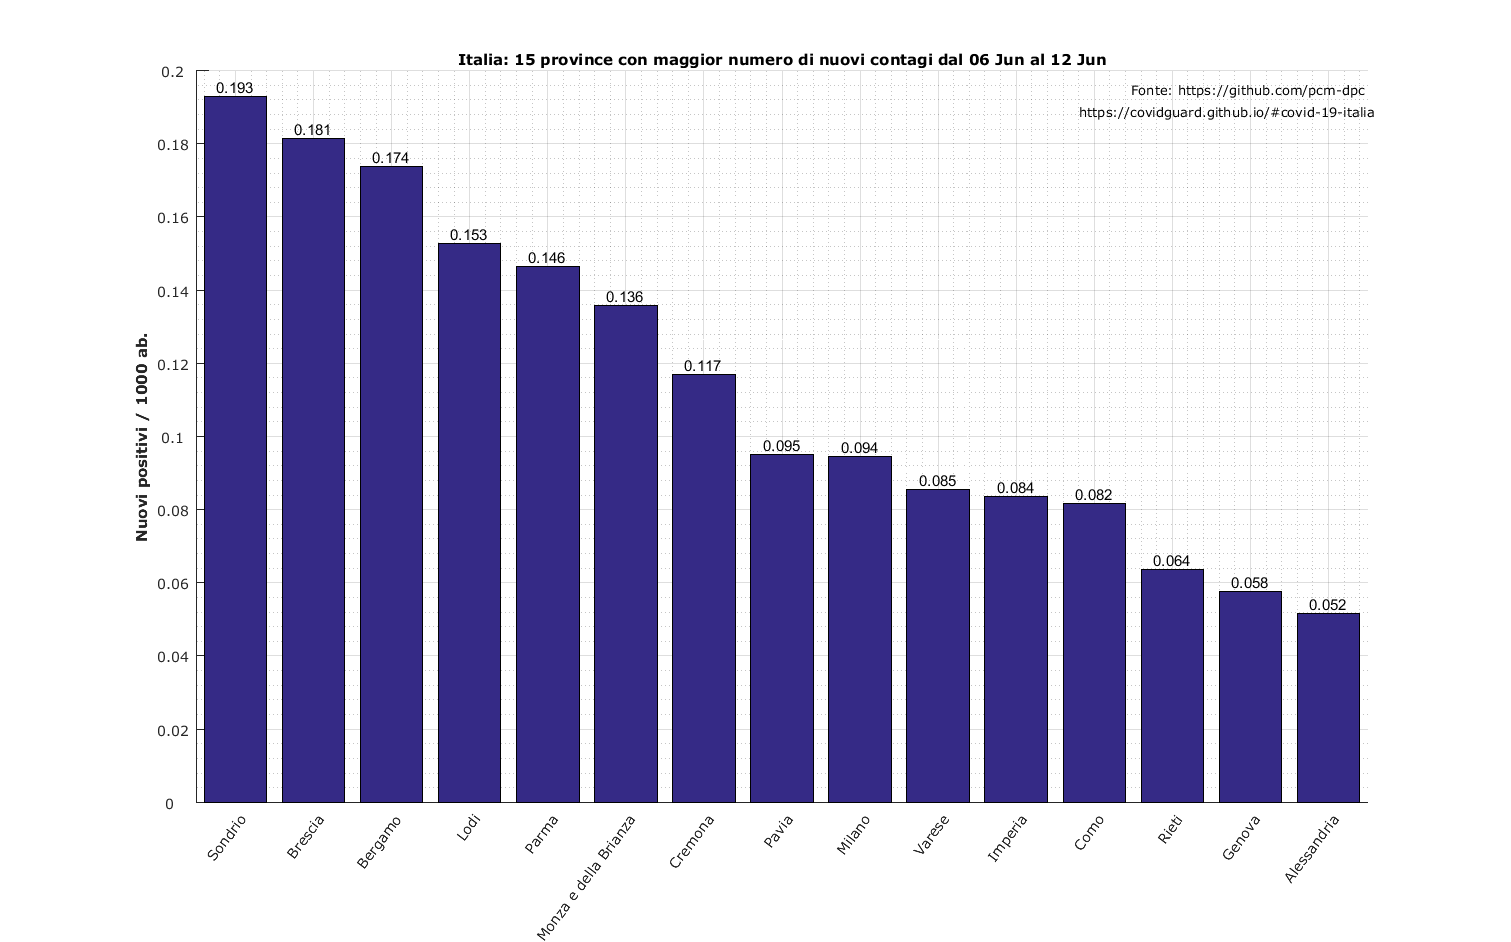 Italia: 15 province con maggior numero di nuovi contagi dal 06 Jun al 12 Jun
Fonte: https://github.com/pcm-dpc
https://covidguard.github.io/#covid-19-italia
Nuovi positivi / 1000 ab.
0.2
0.18
0.16
0.14
0.12
0.1
0.08
0.06
0.04
0.02
0
0.193
0.181
0.174
0.153
0.146
0.136
0.117
0.095
0.094
0.085
0.084
0.082
0.064
0.058
0.052
Sondrio
Brescia
Bergamo
Lodi
Parma
Monza e della Brianza
Cremona
Pavia
Milano
Varese
Imperia
Como
Rieti
Genova
Alessandria